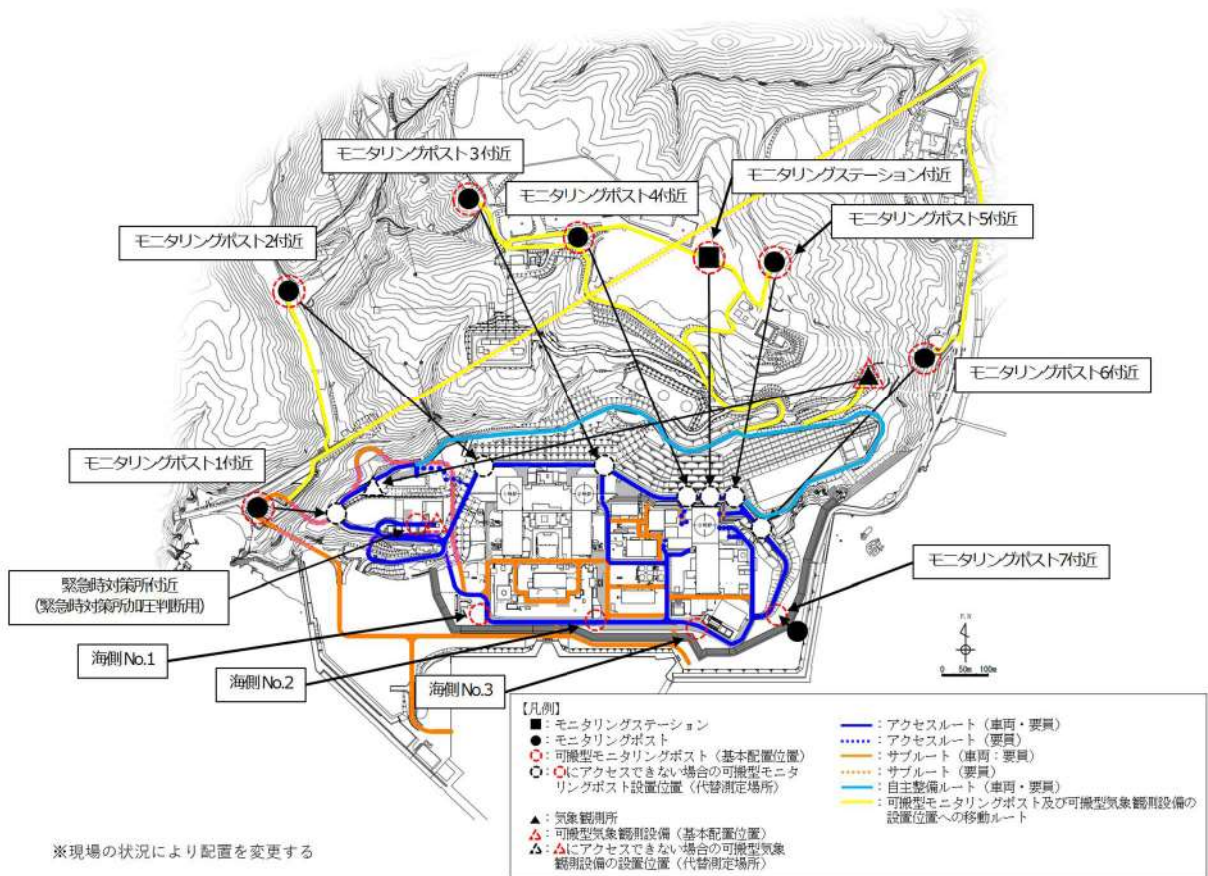 モニタリングポスト3付近
モニタリングポスト4付近
モニタリングステーション付近
モニタリングポスト5付近
モニタリングポスト2付近
モニタリングポスト6付近
モニタリングポスト1付近
モニタリングポスト7付近
緊急時対策所付近
(緊急時対策所加圧判断用)
海側No.1
海側No.2
海側No.3
P.N
0 50m 100m
【凡例】
■:モニタリングステーション
●:モニタリングポスト
:可搬型モニタリングポスト(基本配置位置)
:にアクセスできない場合の可搬型モニタ
リングポスト設置位置(代替測定場所)
▲:気象観測所
:可搬型気象観測設備(基本配置位置)
:にアクセスできない場合の可搬型気象
観測設備の設置位置(代替測定場所)
:アクセスルート(車両・要員)
:アクセスルート(要員)
:サブルート(車両:要員)
:サブルート(要員)
:自主整備ルート(車両・要員)
:可搬型モニタリングポスト及び可搬型気象観測設備の
設置位置への移動ルート
※現場の状況により配置を変更する